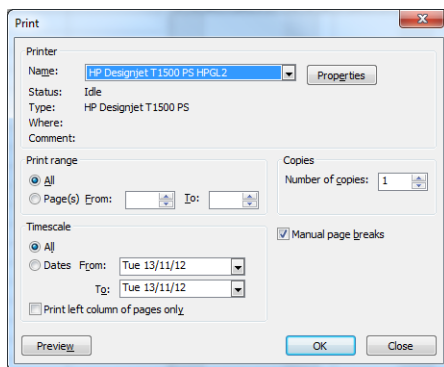 Print
Printer
Name: HP Designjet T1500 PS HPGL2 Properties
Status: Idle
Type: HP Designjet T1500 PS
Where:
Comment:
Print range
All
Page(s) From: To:
Copies
Number of copies: 1
Timescale
All
Dates From: Tue 13/11/12
To: Tue 13/11/12
Print left column of pages only
Manual page breaks
Preview OK Close